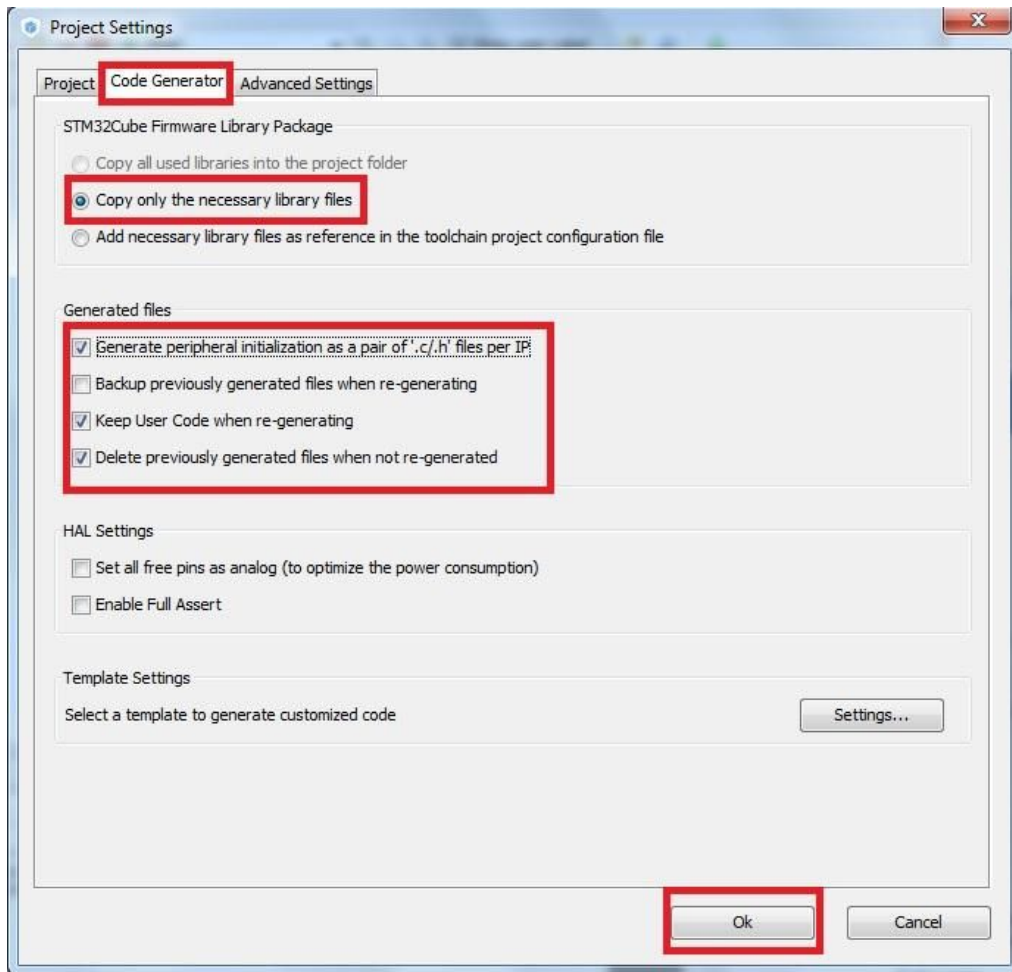 Project Settings
Project
Code Generator
Advanced Settings
STM32Cube Firmware Library Package
Copy all used libraries into the project folder
Copy only the necessary library files
Add necessary library files as reference in the toolchain project configuration file
Generated files
Generate peripheral initialization as a pair of '.c/.h' files per IP
Backup previously generated files when re-generating
Keep User Code when re-generating
Delete previously generated files when not re-generated
HAL Settings
Set all free pins as analog (to optimize the power consumption)
Enable Full Assert
Template Settings
Select a template to generate customized code
Settings...
Ok
Cancel